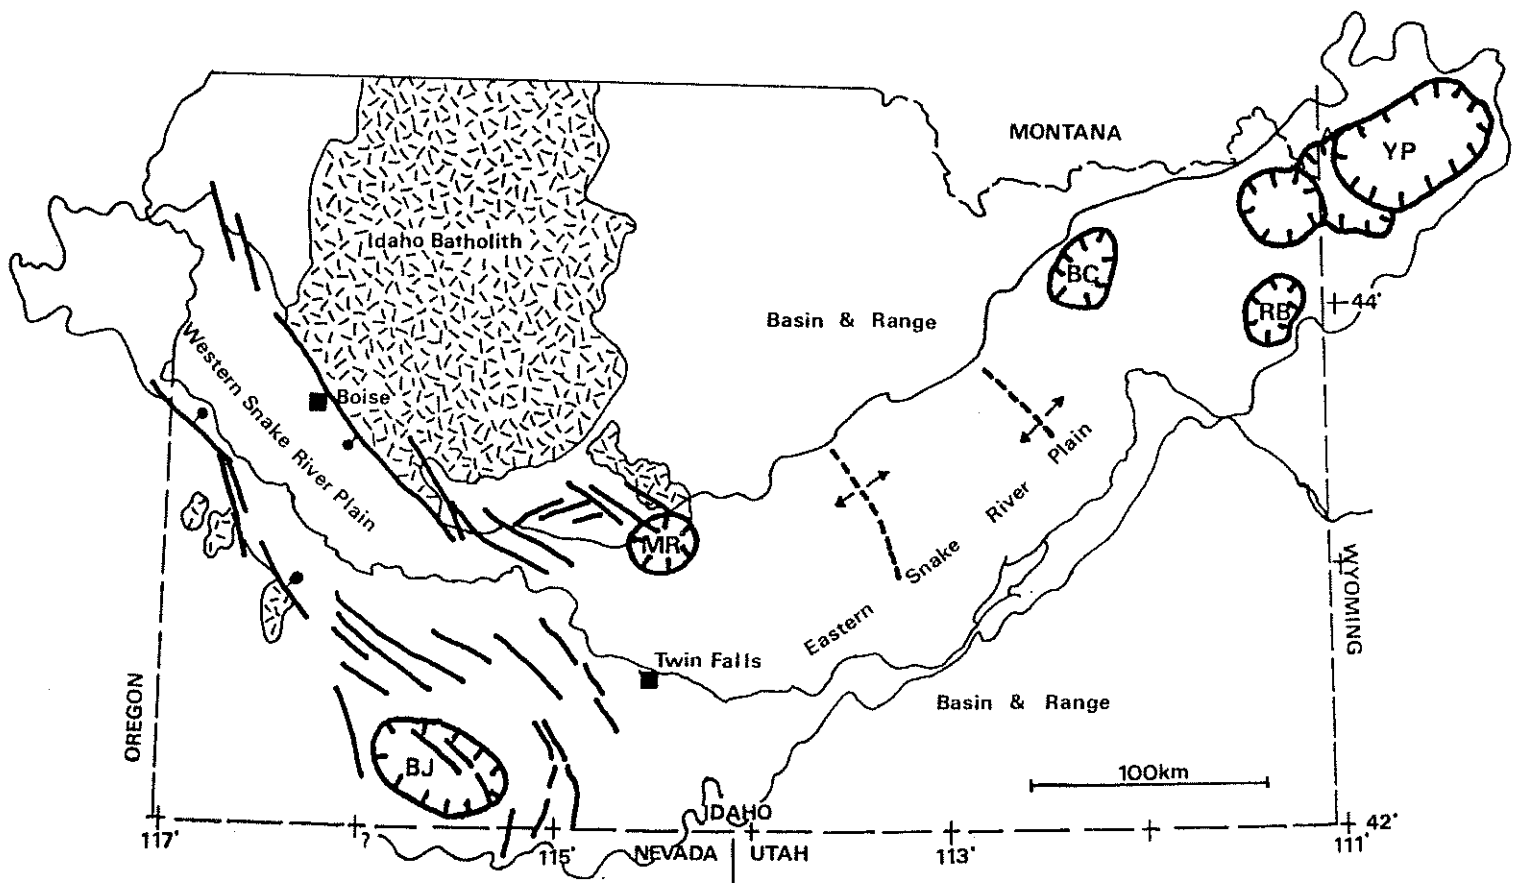 MONTANA
YP
Idaho Batholith
BC
RB
44'
Basin & Range
Western Snake River Plain
Boise
Plain
River
Snake
Eastern
MR
WYOMING
Twin Falls
OREGON
BJ
Basin & Range
100km
IDAHO
42'
117'
?
115'
NEVADA
UTAH
113'
111'